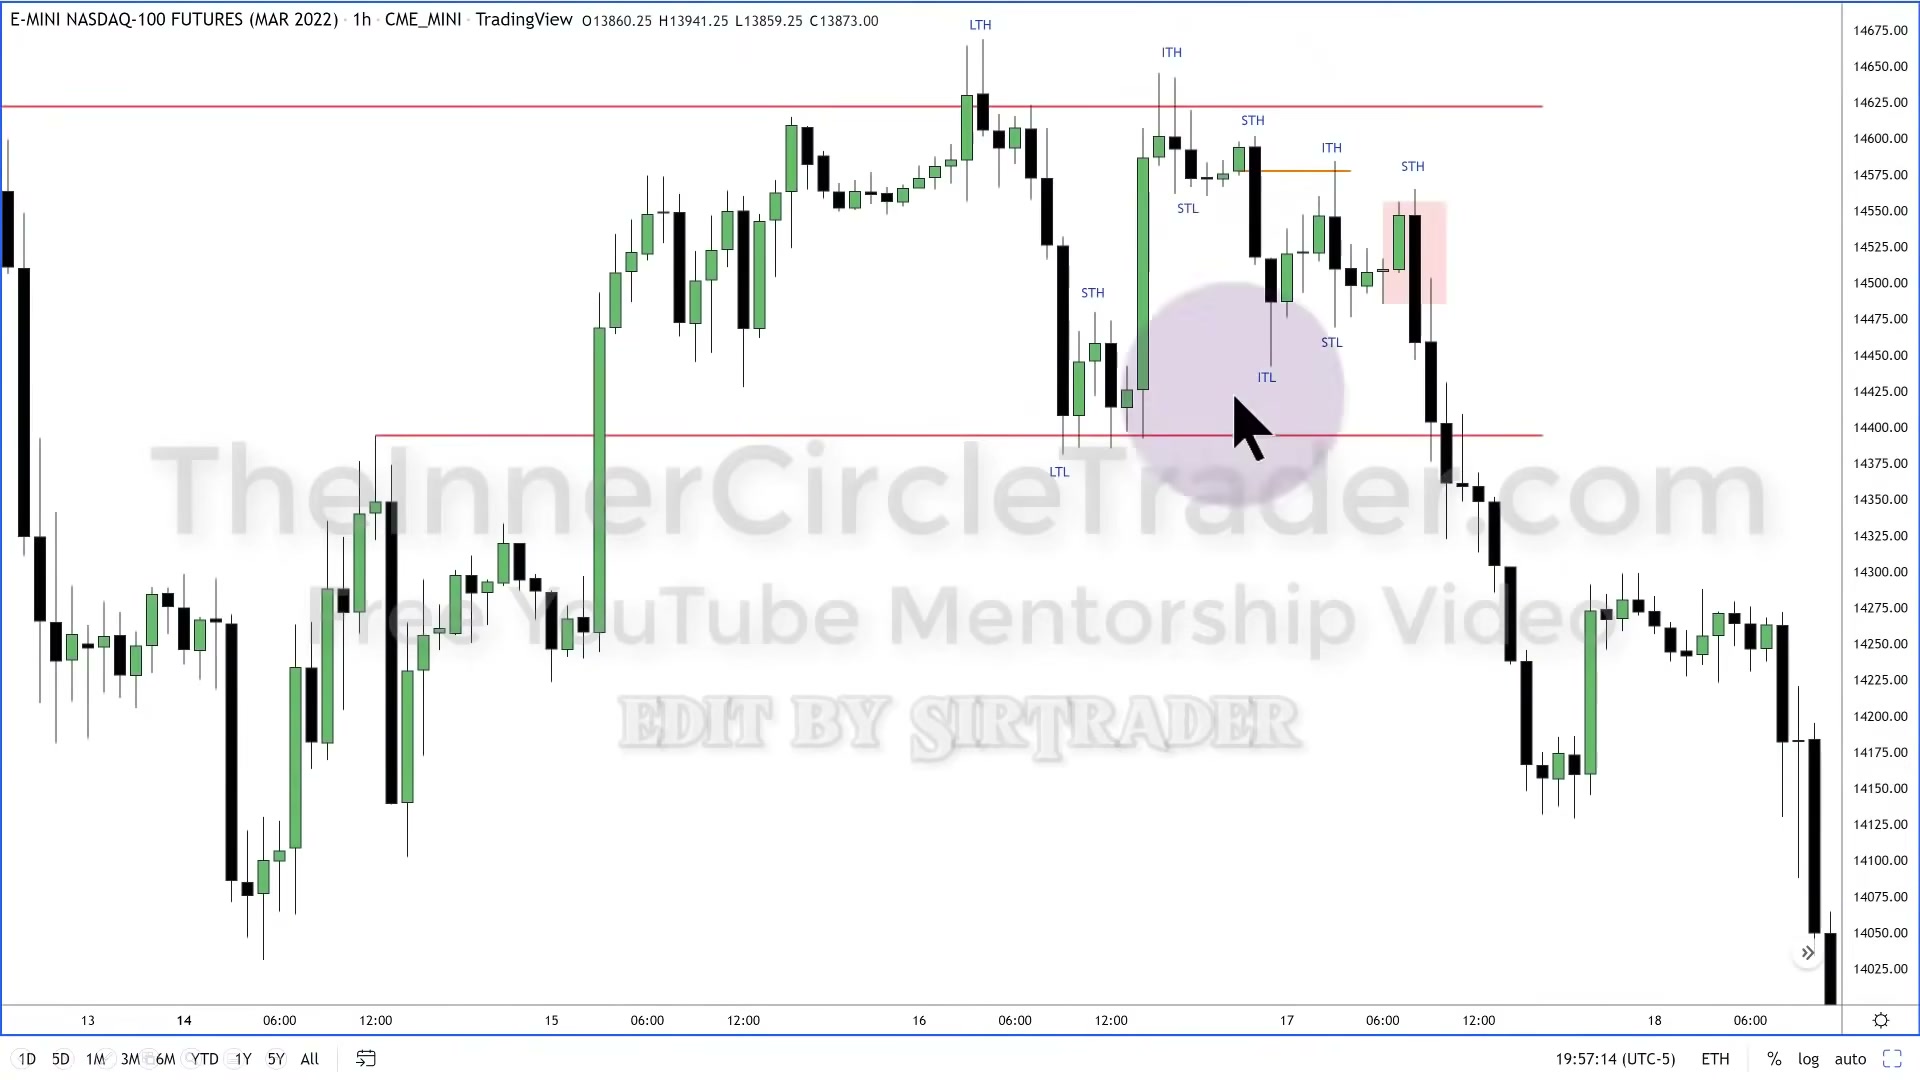 E-MINI NASDAQ-100 FUTURES (MAR 2022) · 1h · CME_MINI · TradingView O13860.25 H13941.25 L13859.25 C13873.00
LTH
ITH
STH
ITH
STH
STL
STH
STL
ITL
LTL
TheInnerCircleTrader.com
Free YouTube Mentorship Video
EDIT BY SIRTRADER
14675.00
14650.00
14625.00
14600.00
14575.00
14550.00
14525.00
14500.00
14475.00
14450.00
14425.00
14400.00
14375.00
14350.00
14325.00
14300.00
14275.00
14250.00
14225.00
14200.00
14175.00
14150.00
14125.00
14100.00
14075.00
14050.00
14025.00
13 14 06:00 12:00 15 06:00 12:00 16 06:00 12:00 17 06:00 12:00 18 06:00
1D 5D 1M 3M 6M YTD 1Y 5Y All 19:57:14 (UTC-5) ETH % log auto